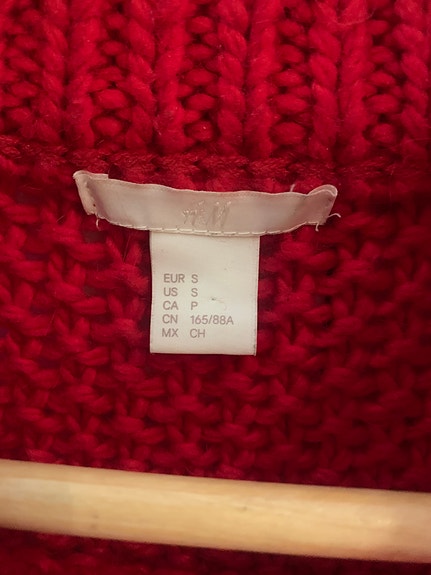 H&M
EUR S
US S
CA P
CN 165/88A
MX CH